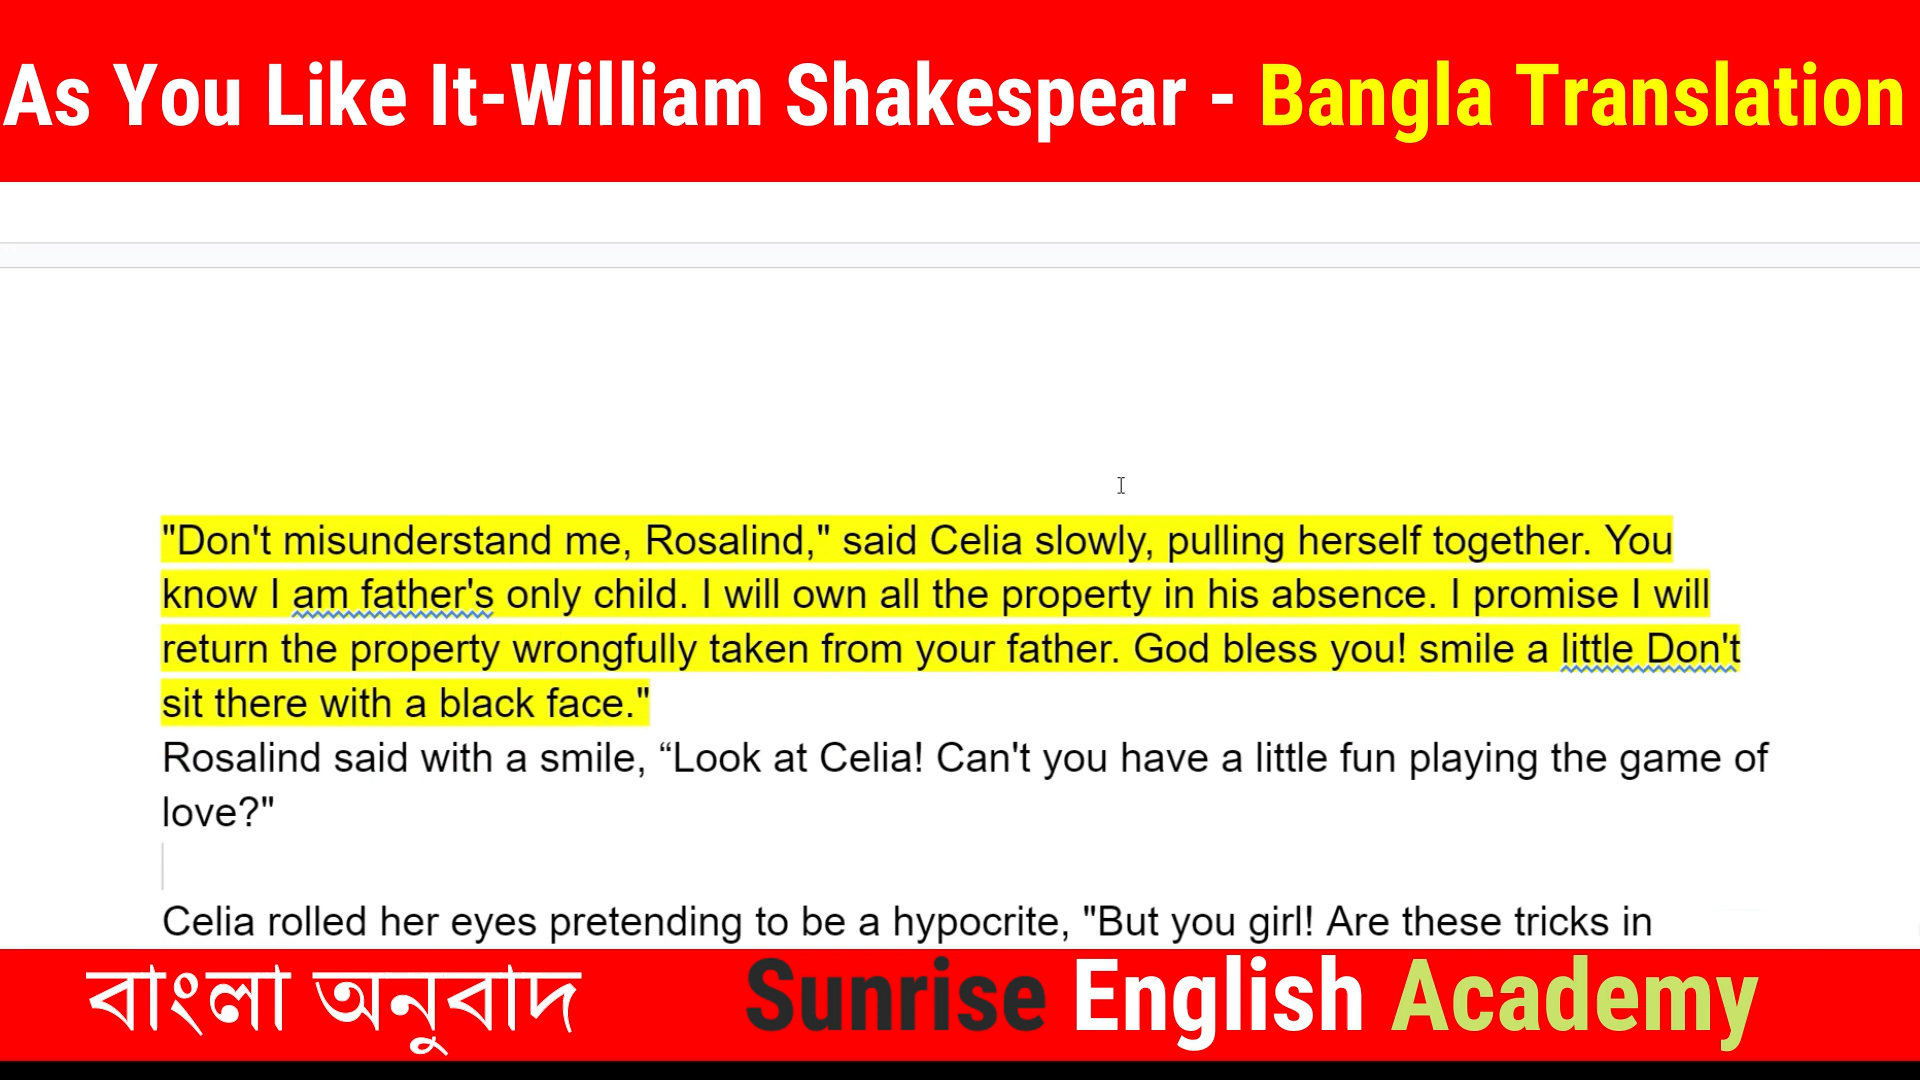 As You Like It-William Shakespear - Bangla Translation
"Don't misunderstand me, Rosalind," said Celia slowly, pulling herself together. You
know I am father's only child. I will own all the property in his absence. I promise I will
return the property wrongfully taken from your father. God bless you! smile a little Don't
sit there with a black face."
Rosalind said with a smile, “Look at Celia! Can't you have a little fun playing the game of
love?"
Celia rolled her eyes pretending to be a hypocrite, "But you girl! Are these tricks in
বাংলা অনুবাদ Sunrise English Academy